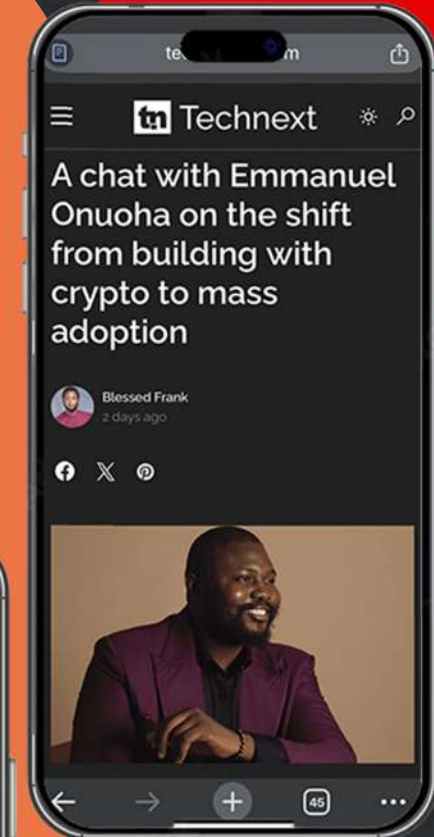 tn Technext
A chat with Emmanuel
Onuoha on the shift
from building with
crypto to mass
adoption
Blessed Frank
2 days ago
45